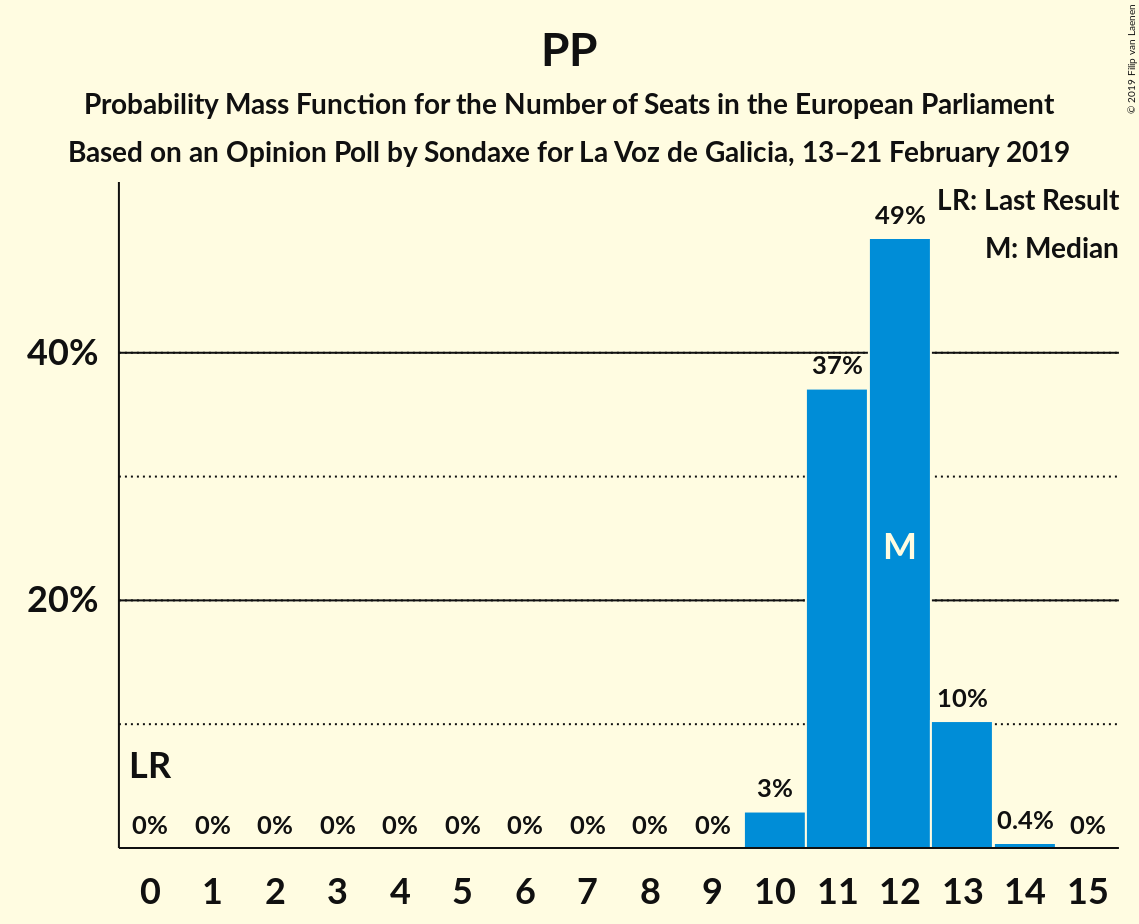 PP
Probability Mass Function for the Number of Seats in the European Parliament
Based on an Opinion Poll by Sondaxe for La Voz de Galicia, 13–21 February 2019
© 2019 Filip van Laenen
LR: Last Result
M: Median
40%
20%
LR
0% 0% 0% 0% 0% 0% 0% 0% 0% 0% 3% 37% 49% 10% 0.4% 0%
M
0 1 2 3 4 5 6 7 8 9 10 11 12 13 14 15